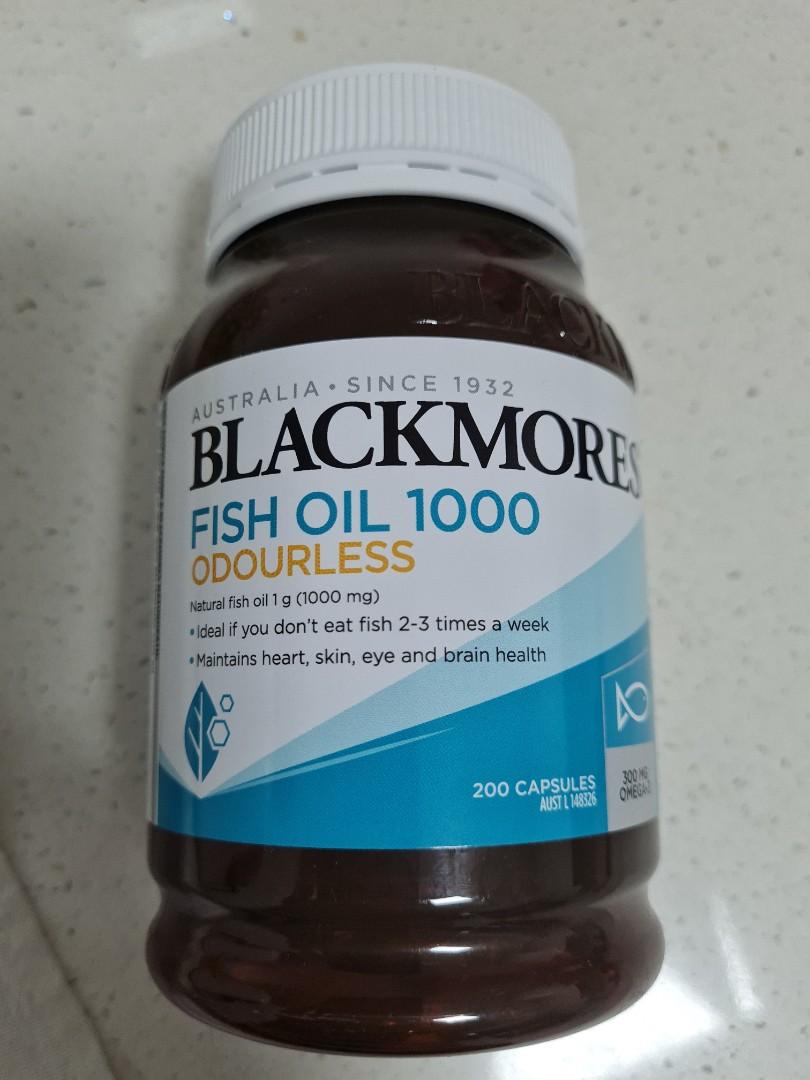 BLACK
AUSTRALIA • SINCE 1932
BLACKMORES
FISH OIL 1000
ODOURLESS
Natural fish oil 1 g (1000 mg)
• Ideal if you don't eat fish 2-3 times a week
• Maintains heart, skin, eye and brain health
200 CAPSULES
AUST L 148326
300 MG
OMEGA-3